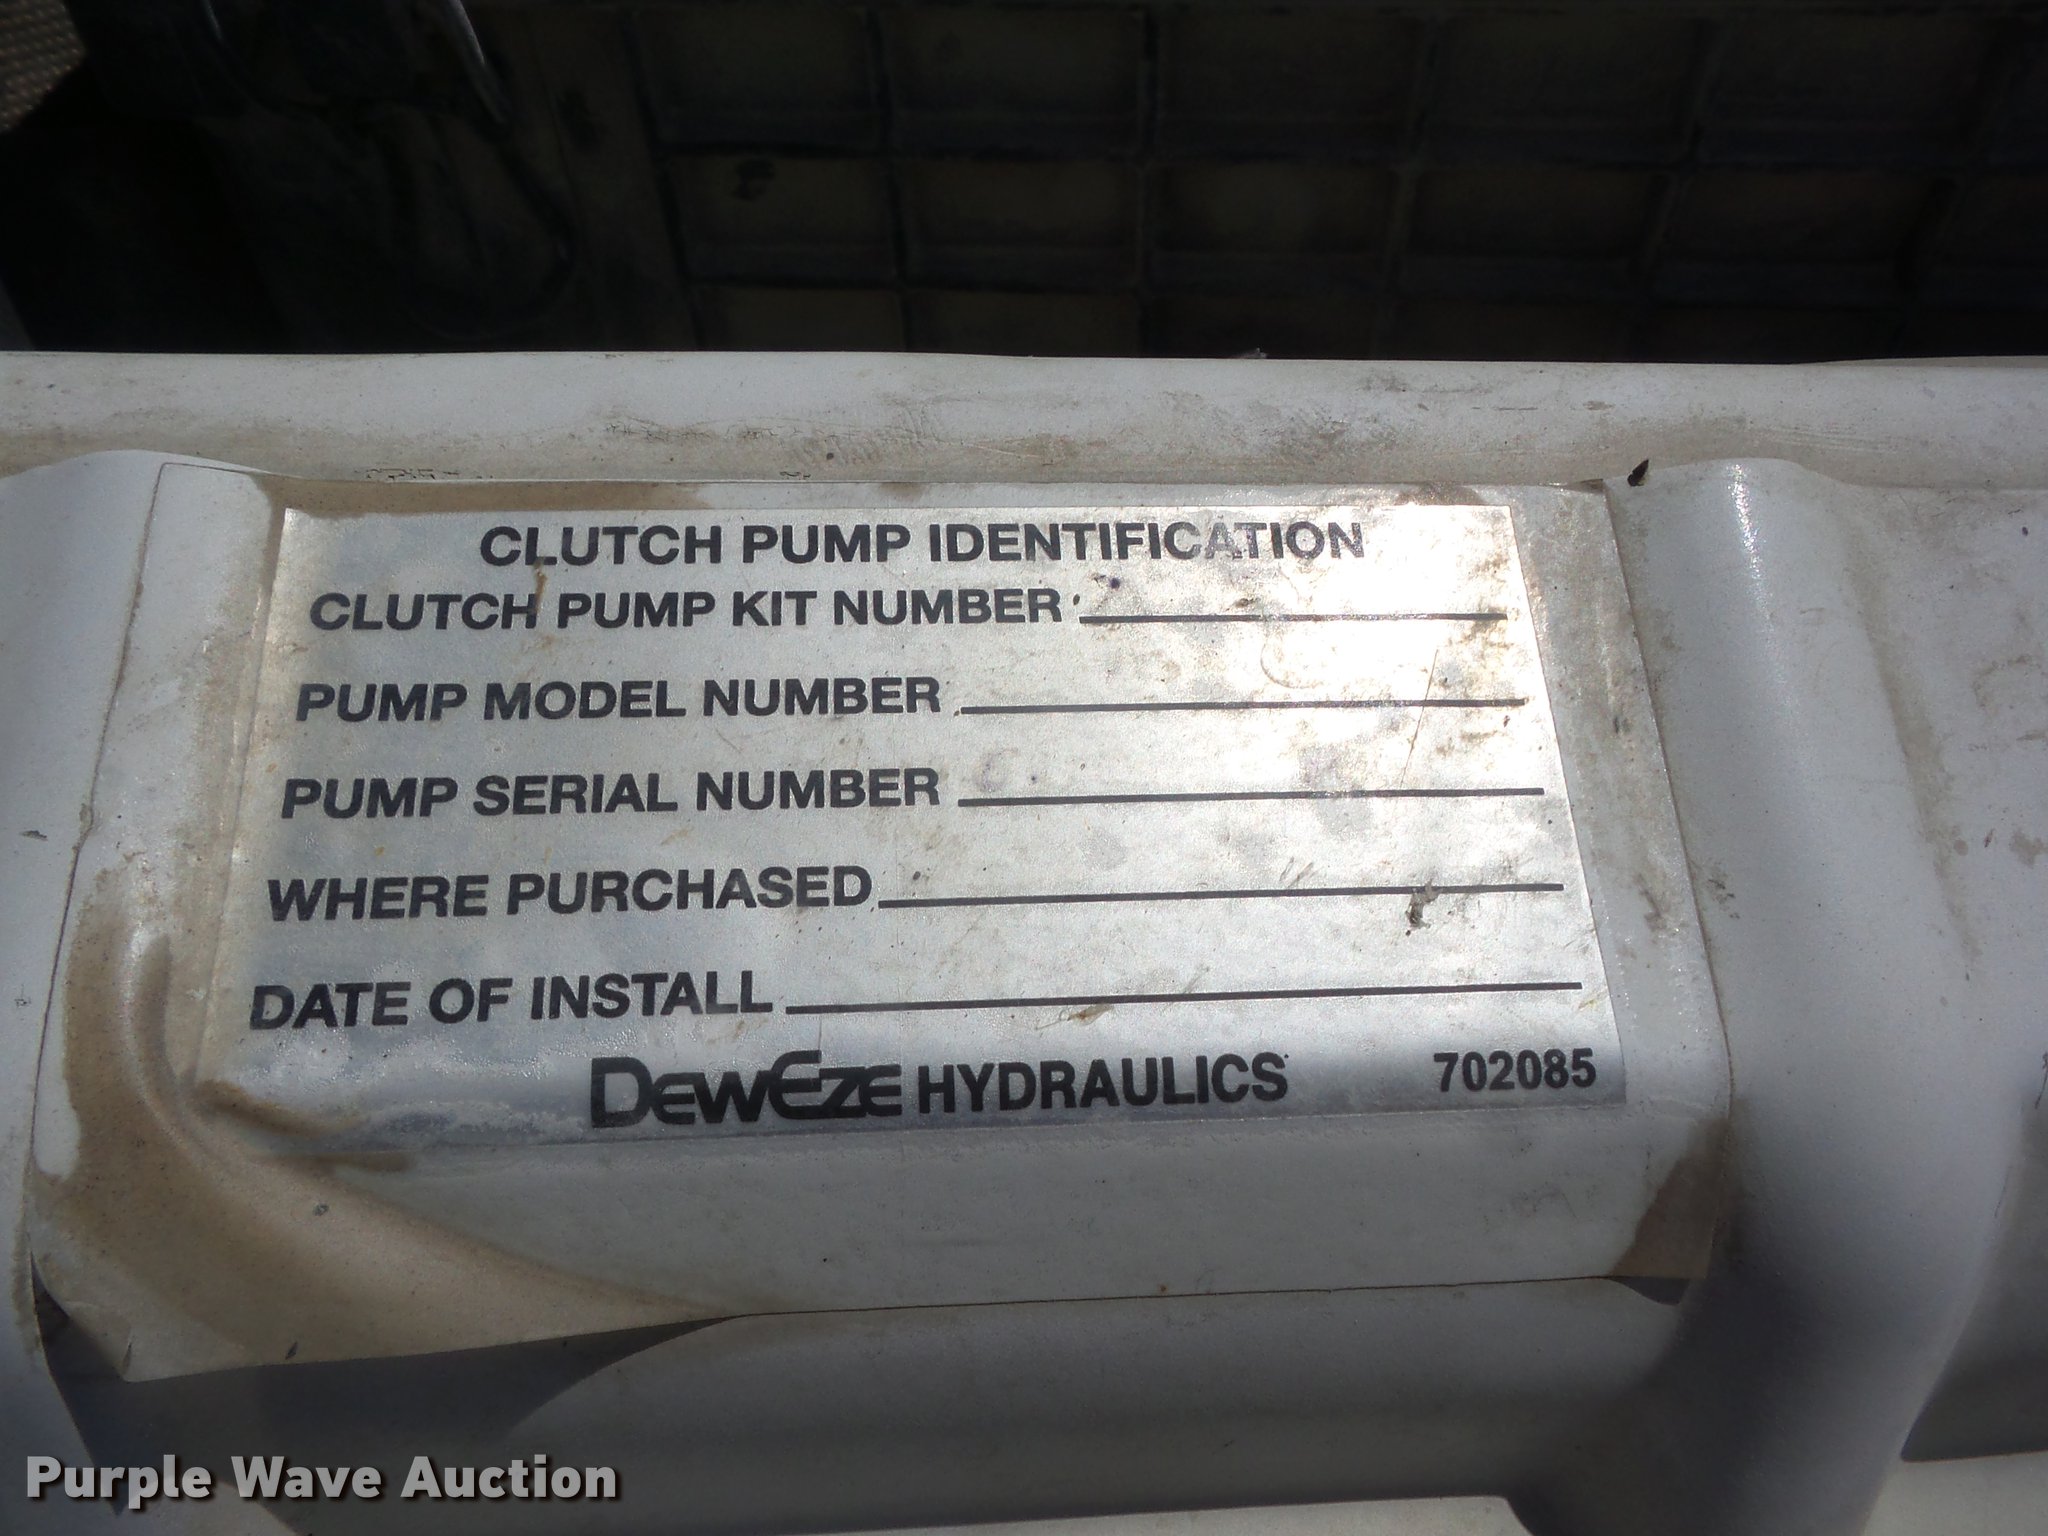 CLUTCH PUMP IDENTIFICATION
CLUTCH PUMP KIT NUMBER
PUMP MODEL NUMBER
PUMP SERIAL NUMBER
WHERE PURCHASED
DATE OF INSTALL
DEWEZE HYDRAULICS 702085
Purple Wave Auction